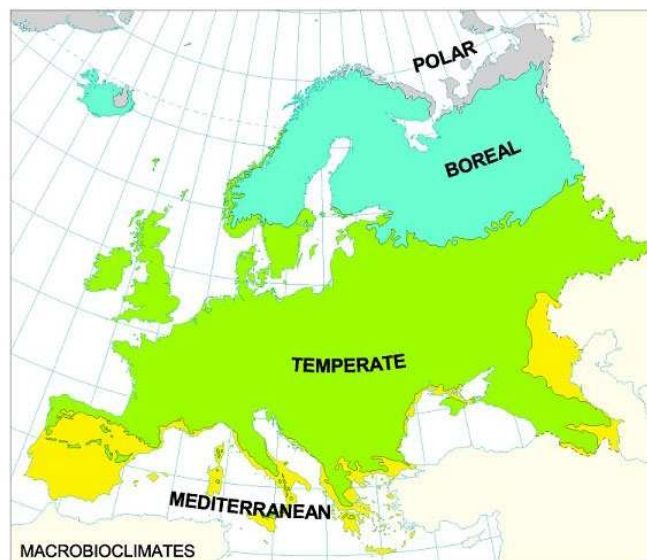 POLAR
BOREAL
TEMPERATE
MEDITERRANEAN
MACROBIOCLIMATES